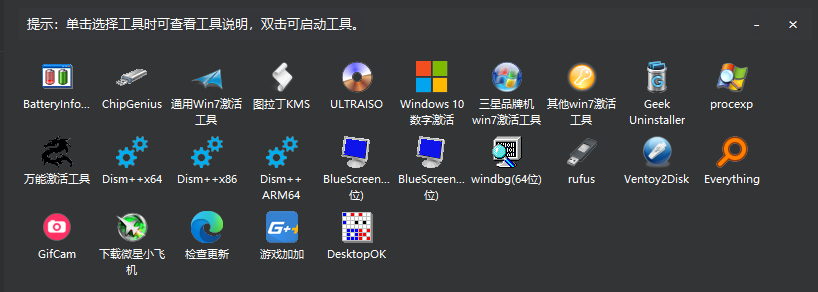 提示：单击选择工具时可查看工具说明，双击可启动工具。
BatteryInfo...
ChipGenius
通用Win7激活
工具
图拉丁KMS
ULTRAISO
Windows 10
数字激活
三星品牌机
win7激活工具
其他win7激活
工具
Geek
Uninstaller
procexp
万能激活工具
Dism++x64
Dism++x86
Dism++
ARM64
BlueScreen...
位)
BlueScreen...
位)
windbg(64位)
rufus
Ventoy2Disk
Everything
GifCam
下载微星小飞
机
检查更新
G++
游戏加加
DesktopOK